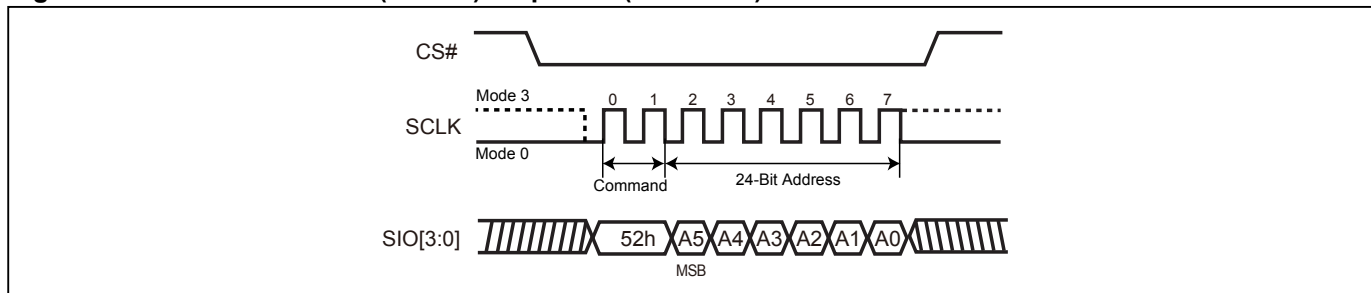 CS#
Mode 3
0 1 2 3 4 5 6 7
SCLK
Mode 0
Command
24-Bit Address
SIO[3:0]
52h A5 A4 A3 A2 A1 A0
MSB